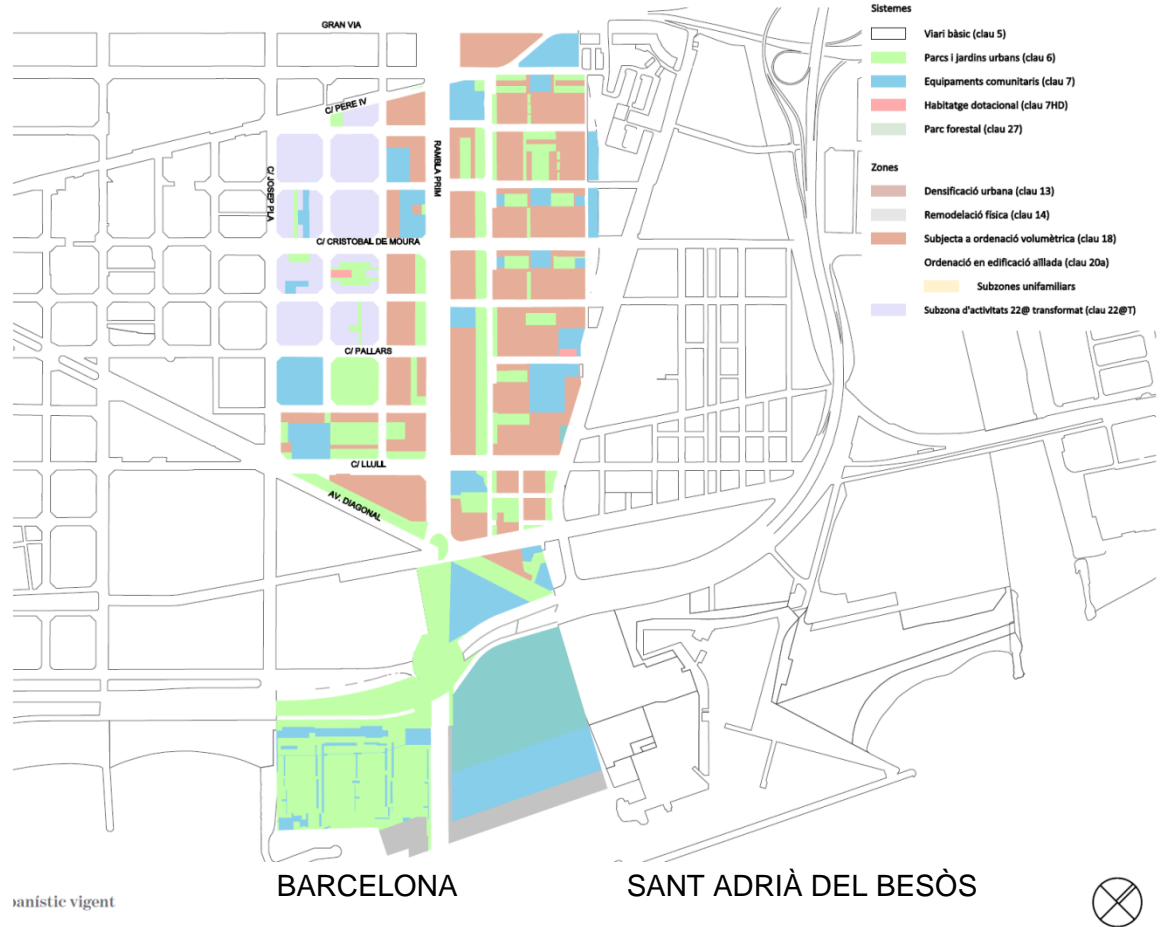 GRAN VIA
C/ PERE IV
RAMBLA PRIM
C/ JOSEP PLA
C/ CRISTOBAL DE MOURA
C/ PALLARS
C/ LLULL
AV. DIAGONAL
Sistemes
Viari bàsic (clau 5)
Parcs i jardins urbans (clau 6)
Equipaments comunitaris (clau 7)
Habitatge dotacional (clau 7HD)
Parc forestal (clau 27)
Zones
Densificació urbana (clau 13)
Remodelació física (clau 14)
Subjecta a ordenació volumètrica (clau 18)
Ordenació en edificació aïllada (clau 20a)
Subzones unifamiliars
Subzona d'activitats 22@ transformat (clau 22@T)
BARCELONA
SANT ADRIÀ DEL BESÒS
panístic vigent